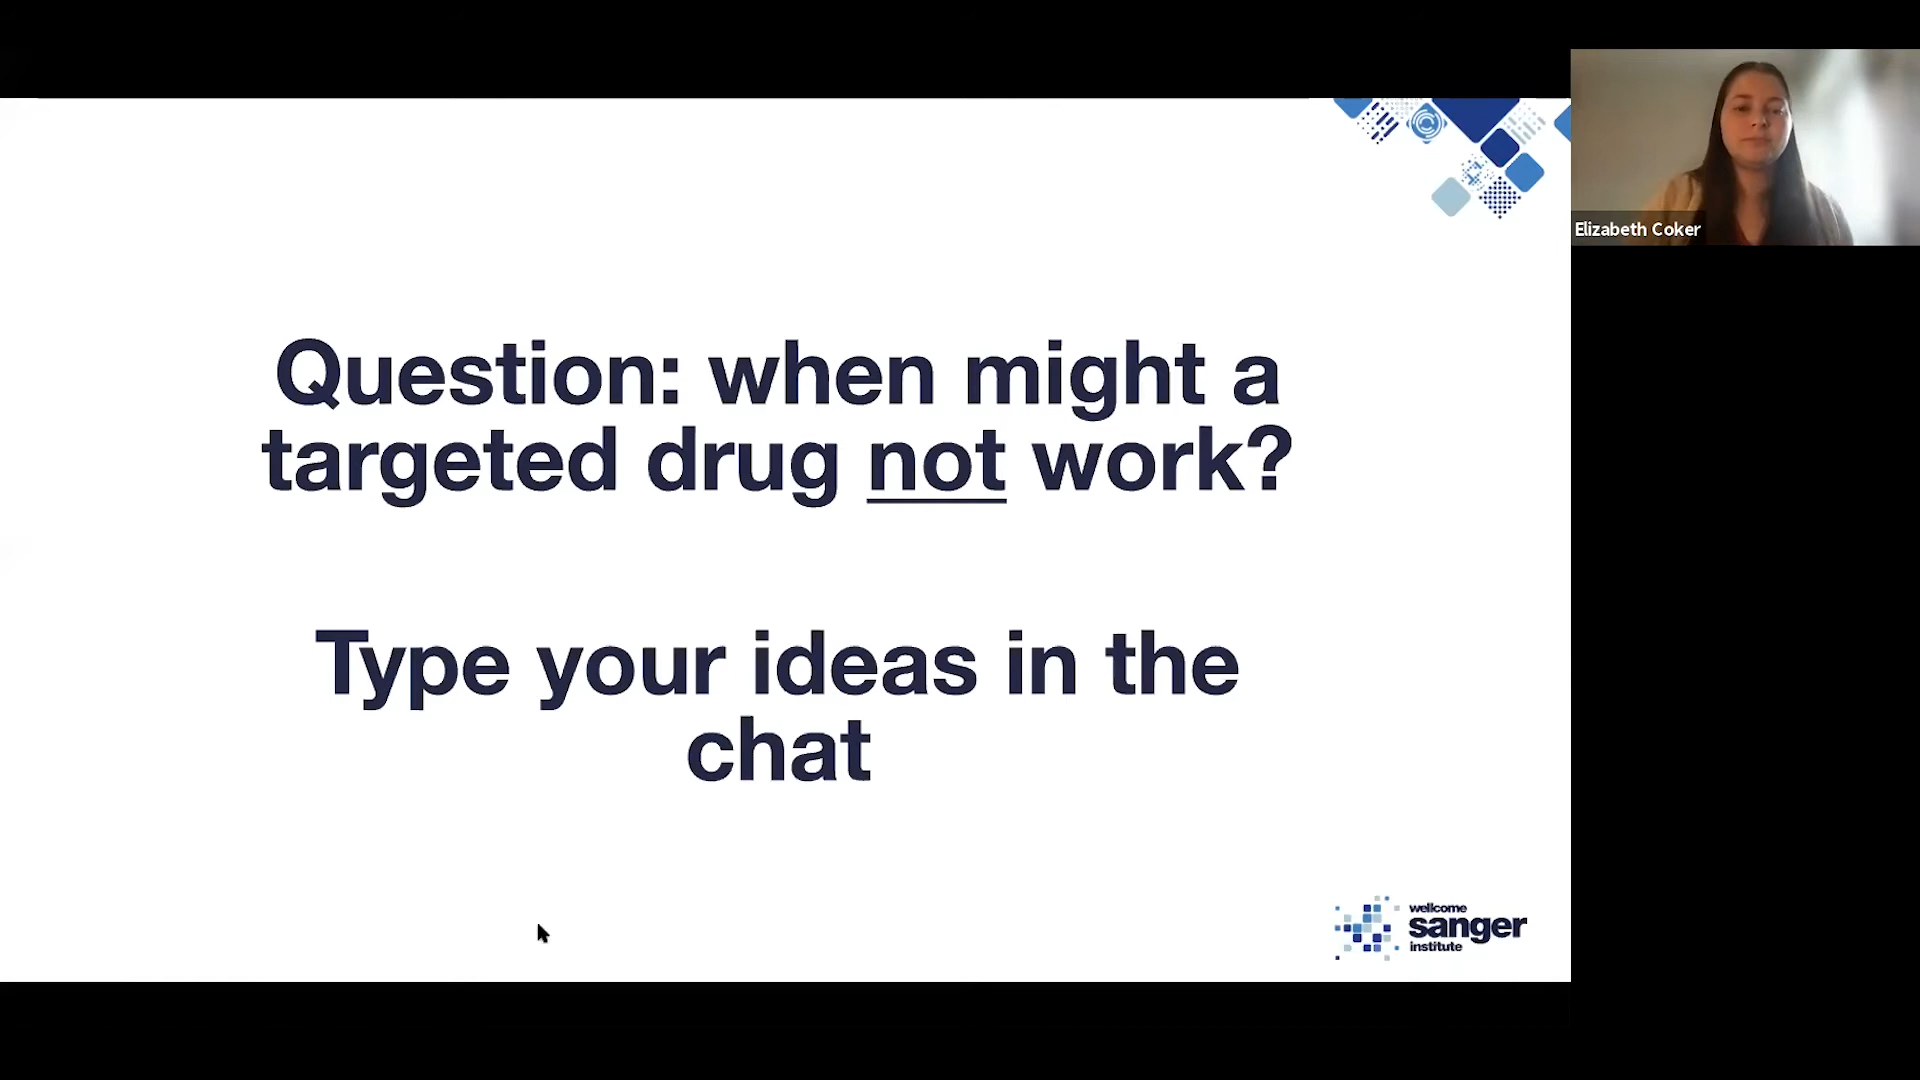 Question: when might a
targeted drug not work?
Type your ideas in the
chat
Elizabeth Coker
wellcome
sanger
institute